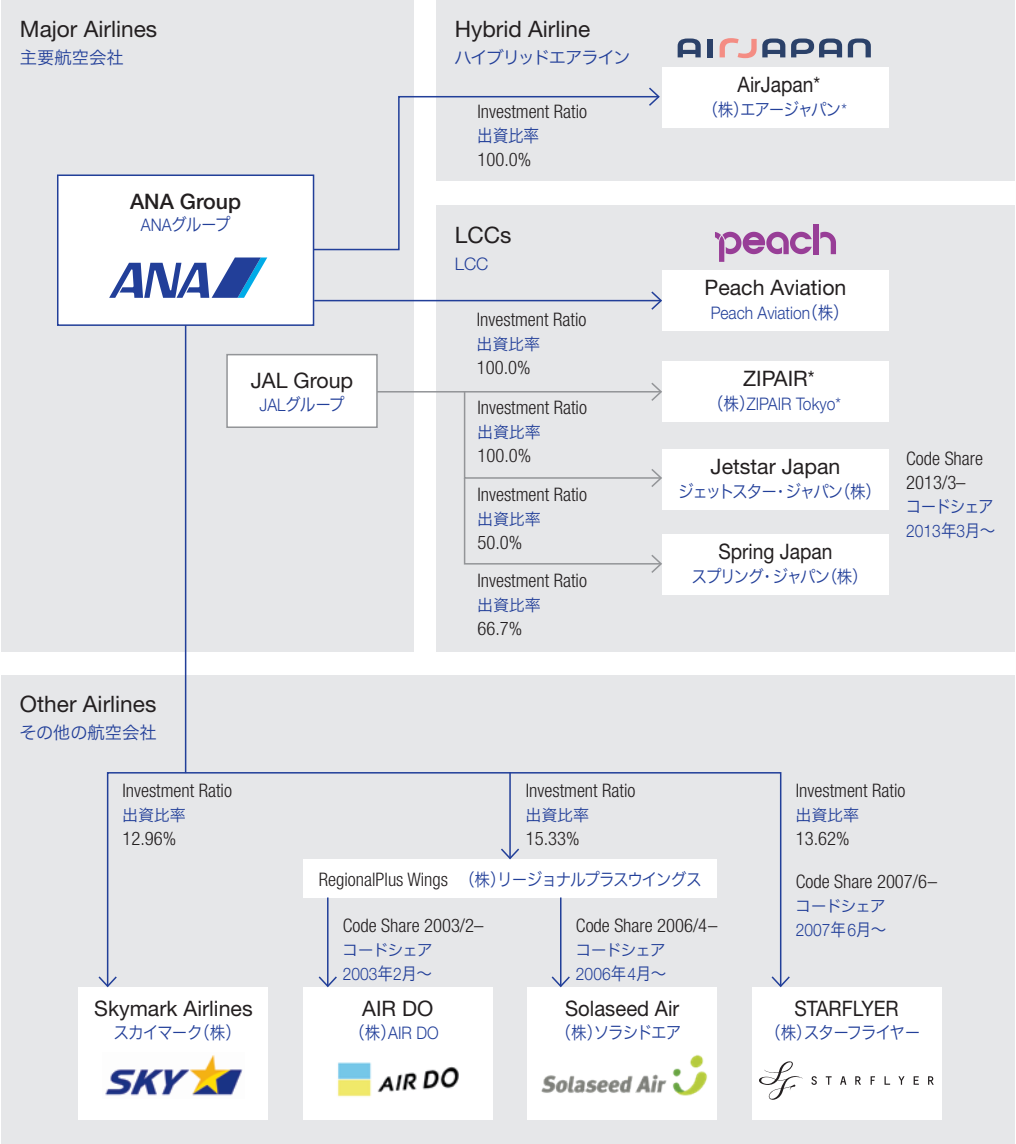 Major Airlines
主要航空会社
ANA Group
ANAグループ
ANA
JAL Group
JALグループ
Hybrid Airline
ハイブリッドエアライン
AIRJAPAN
AirJapan*
(株)エアージャパン*
Investment Ratio
出資比率
100.0%
LCCs
LCC
peach
Peach Aviation
Peach Aviation(株)
Investment Ratio
出資比率
100.0%
ZIPAIR*
(株)ZIPAIR Tokyo*
Investment Ratio
出資比率
100.0%
Jetstar Japan
ジェットスター・ジャパン(株)
Code Share
2013/3–
コードシェア
2013年3月～
Investment Ratio
出資比率
50.0%
Spring Japan
スプリング・ジャパン(株)
Investment Ratio
出資比率
66.7%
Other Airlines
その他の航空会社
Investment Ratio
出資比率
12.96%
Investment Ratio
出資比率
15.33%
Investment Ratio
出資比率
13.62%
RegionalPlus Wings (株)リージョナルプラスウイングス
Code Share 2003/2–
コードシェア
2003年2月～
Code Share 2006/4–
コードシェア
2006年4月～
Code Share 2007/6–
コードシェア
2007年6月～
Skymark Airlines
スカイマーク(株)
SKY
AIR DO
(株)AIR DO
AIR DO
Solaseed Air
(株)ソラシドエア
Solaseed Air
STARFLYER
(株)スターフライヤー
STARFLYER